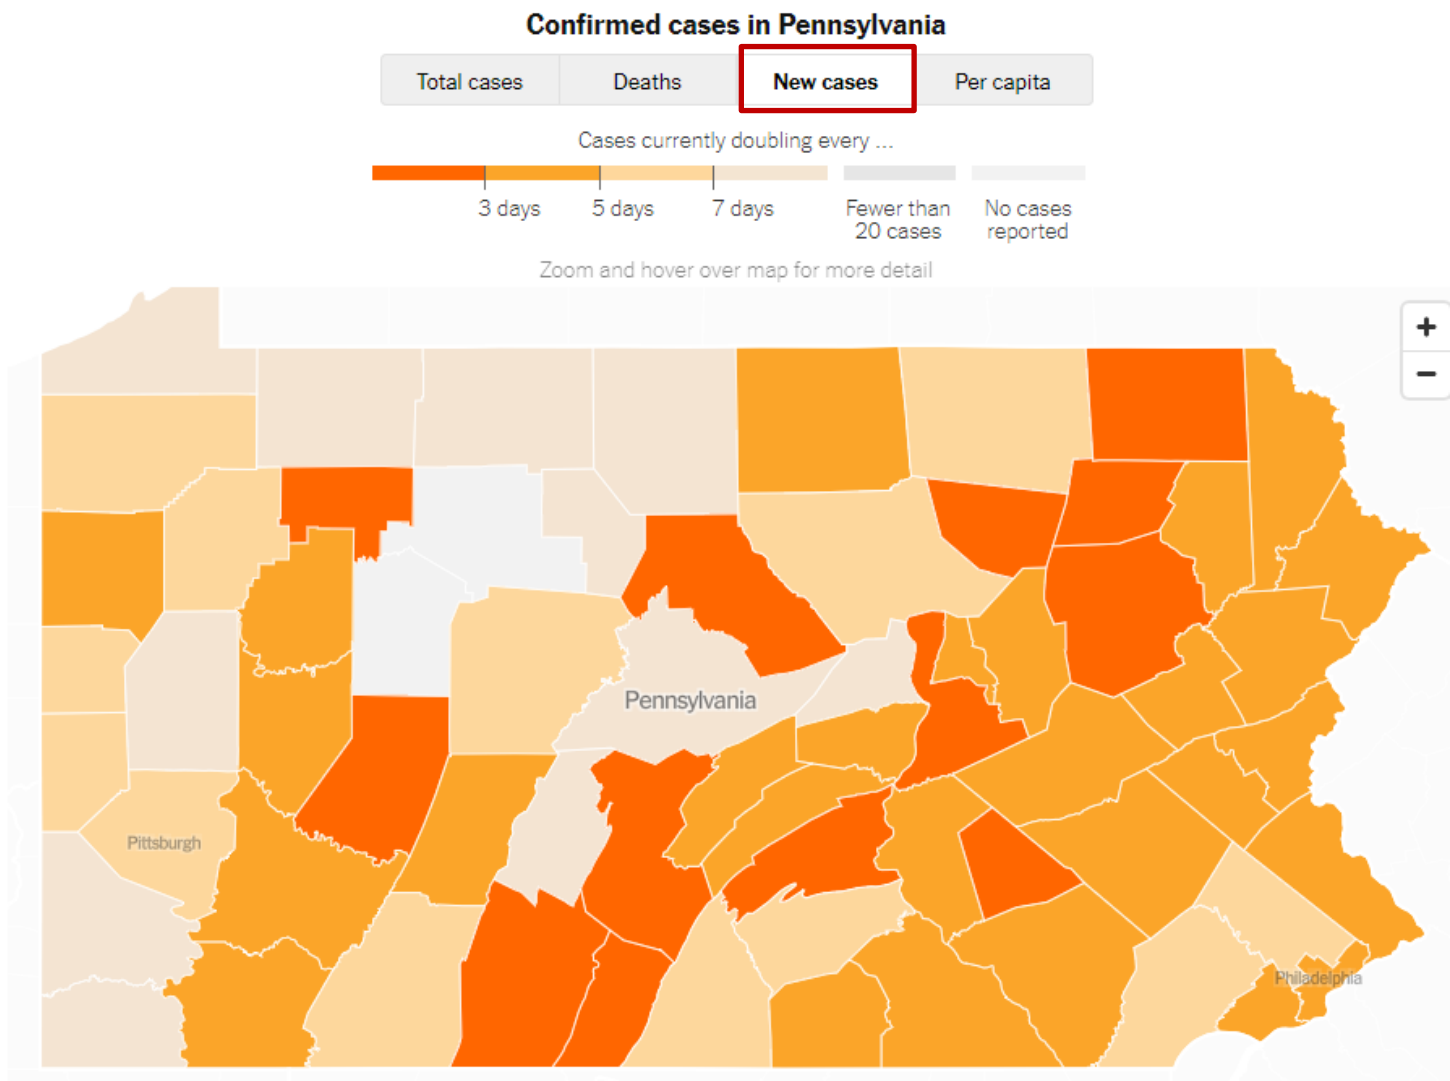 Confirmed cases in Pennsylvania
Total cases Deaths New cases Per capita
Cases currently doubling every ...
3 days 5 days 7 days Fewer than 20 cases No cases reported
Zoom and hover over map for more detail
+
−
Pennsylvania
Pittsburgh
Philadelphia